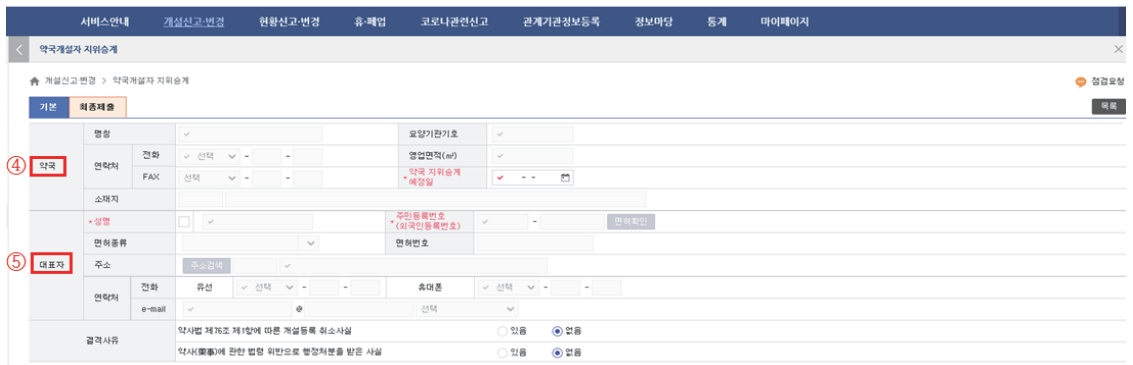 서비스안내 개설신고·변경 현황신고·변경 휴·폐업 코로나관련신고 관계기관정보등록 정보마당 통계 마이페이지
약국개설자 지위승계
개설신고·변경 > 약국개설자 지위승계 점검요청
기본 최종제출 목록
명칭 요양기관기호
④ 약국 연락처 전화 선택 - - 영업면적(㎡)
FAX 선택 - - * 약국 지위승계 예정일 - -
소재지
* 성명 * 주민등록번호 (외국인등록번호) - 면허확인
면허종류 면허번호
⑤ 대표자 주소 주소검색
연락처 전화 유선 선택 - - 휴대폰 선택 - -
e-mail @ 선택
결격사유 약사법 제76조 제1항에 따른 개설등록 취소사실 있음 없음
약사(藥事)에 관한 법령 위반으로 행정처분을 받은 사실 있음 없음